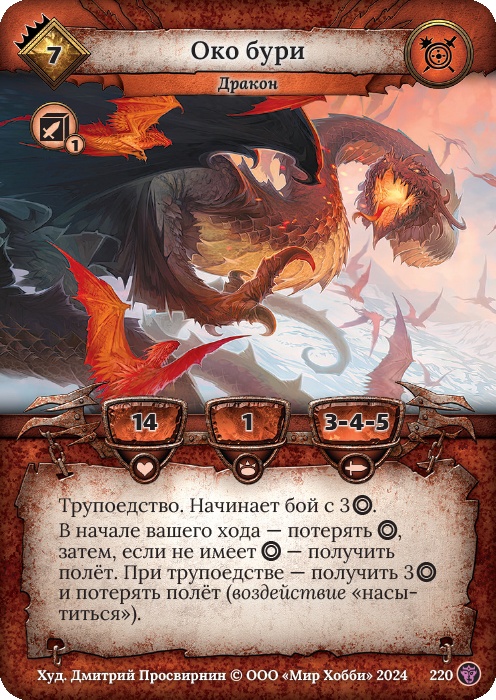 7
Око бури
Дракон
1
14
1
3-4-5
Трупоедство. Начинает бой с 3.
В начале вашего хода — потерять ,
затем, если не имеет — получить
полёт. При трупоедстве — получить 3
и потерять полёт (воздействие «насы-
титься»).
Худ. Дмитрий Просвирнин © ООО «Мир Хобби» 2024 220